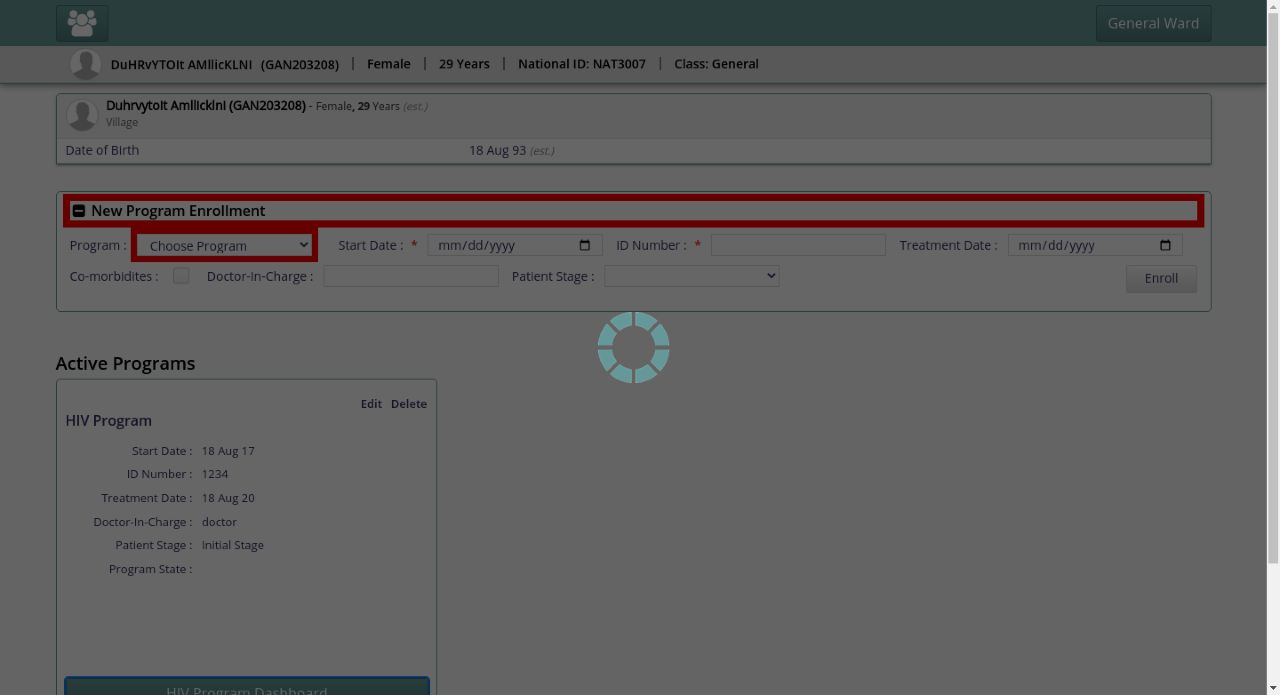 General Ward
DuHRvYTOIt AMllicKLNI (GAN203208) | Female | 29 Years | National ID: NAT3007 | Class: General
Duhrvytoit Amllicklni (GAN203208) - Female, 29 Years (est.)
Village
Date of Birth 18 Aug 93 (est.)
New Program Enrollment
Program : Choose Program Start Date : * mm/dd/yyyy ID Number : * Treatment Date : mm/dd/yyyy
Co-morbidites : Doctor-In-Charge : Patient Stage : Enroll
Active Programs
Edit Delete
HIV Program
Start Date : 18 Aug 17
ID Number : 1234
Treatment Date : 18 Aug 20
Doctor-In-Charge : doctor
Patient Stage : Initial Stage
Program State :
HIV Program Dashboard